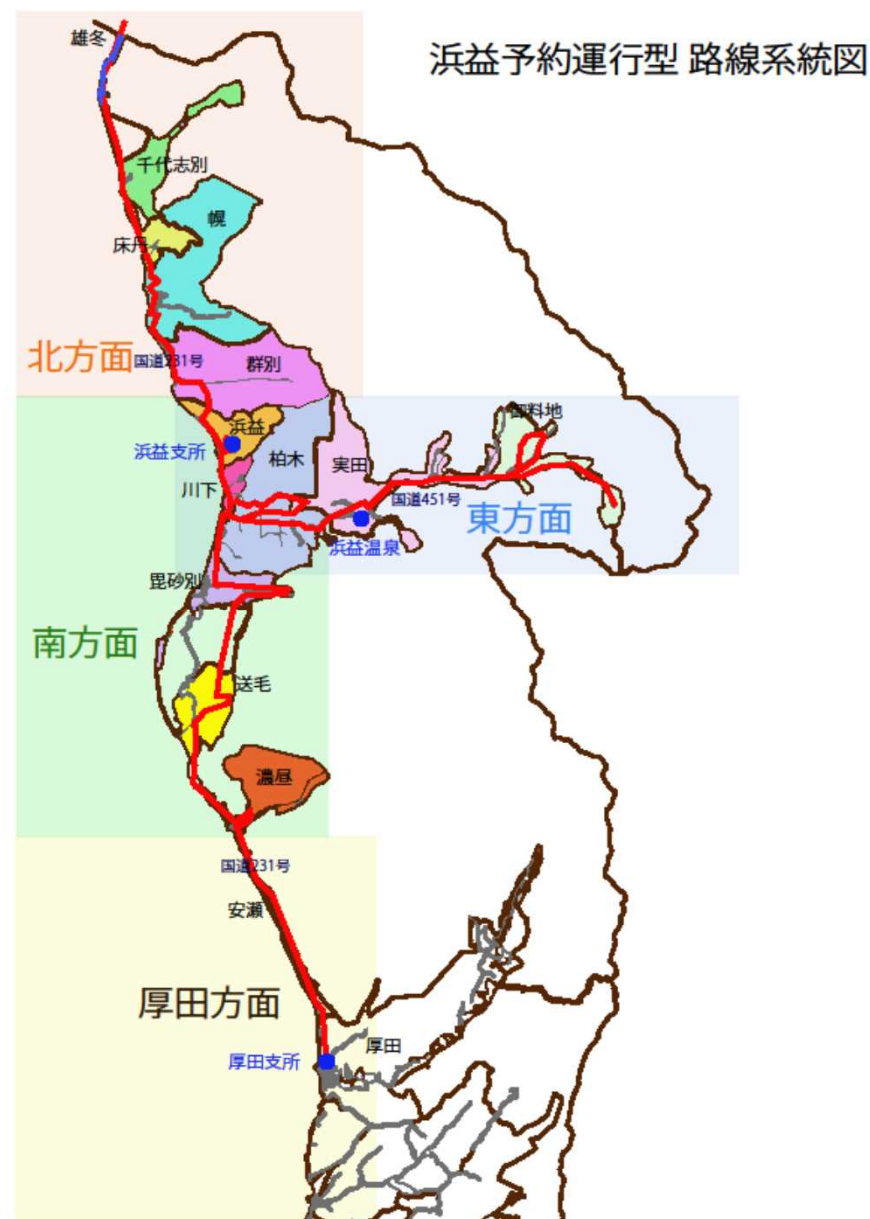 浜益予約運行型 路線系統図
雄冬
千代志別
幌
床丹
北方面
国道231号
群別
浜益
浜益支所
柏木
実田
御料地
川下
国道451号
東方面
浜益温泉
毘砂別
南方面
送毛
濃昼
国道231号
安瀬
厚田方面
厚田
厚田支所